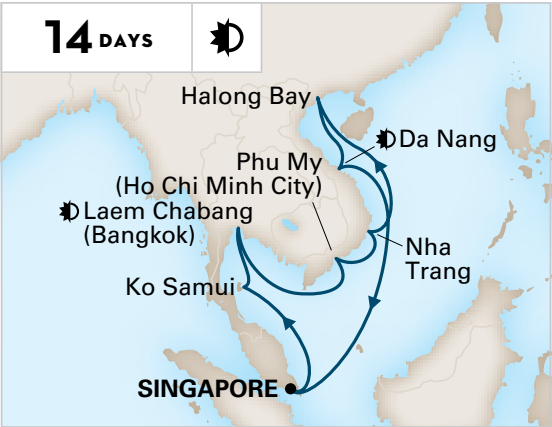 14 DAYS
Halong Bay
Da Nang
Phu My
(Ho Chi Minh City)
Laem Chabang
(Bangkok)
Nha
Trang
Ko Samui
SINGAPORE